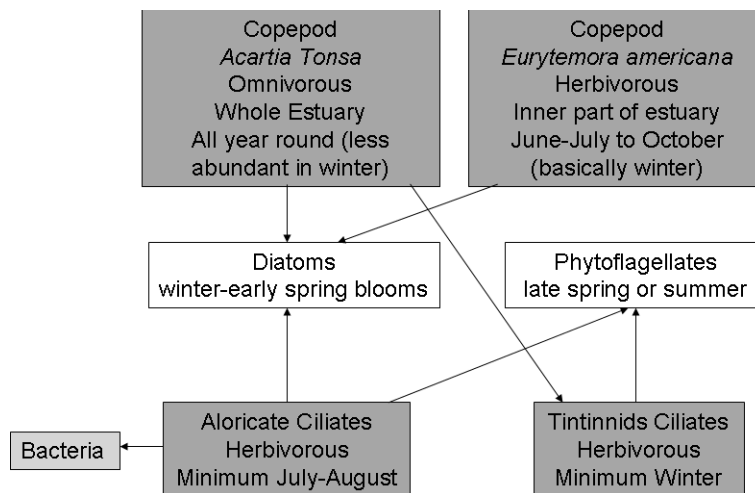 Copepod
Acartia Tonsa
Omnivorous
Whole Estuary
All year round (less
abundant in winter)
Copepod
Eurytemora americana
Herbivorous
Inner part of estuary
June-July to October
(basically winter)
Diatoms
winter-early spring blooms
Phytoflagellates
late spring or summer
Bacteria
Aloricate Ciliates
Herbivorous
Minimum July-August
Tintinnids Ciliates
Herbivorous
Minimum Winter